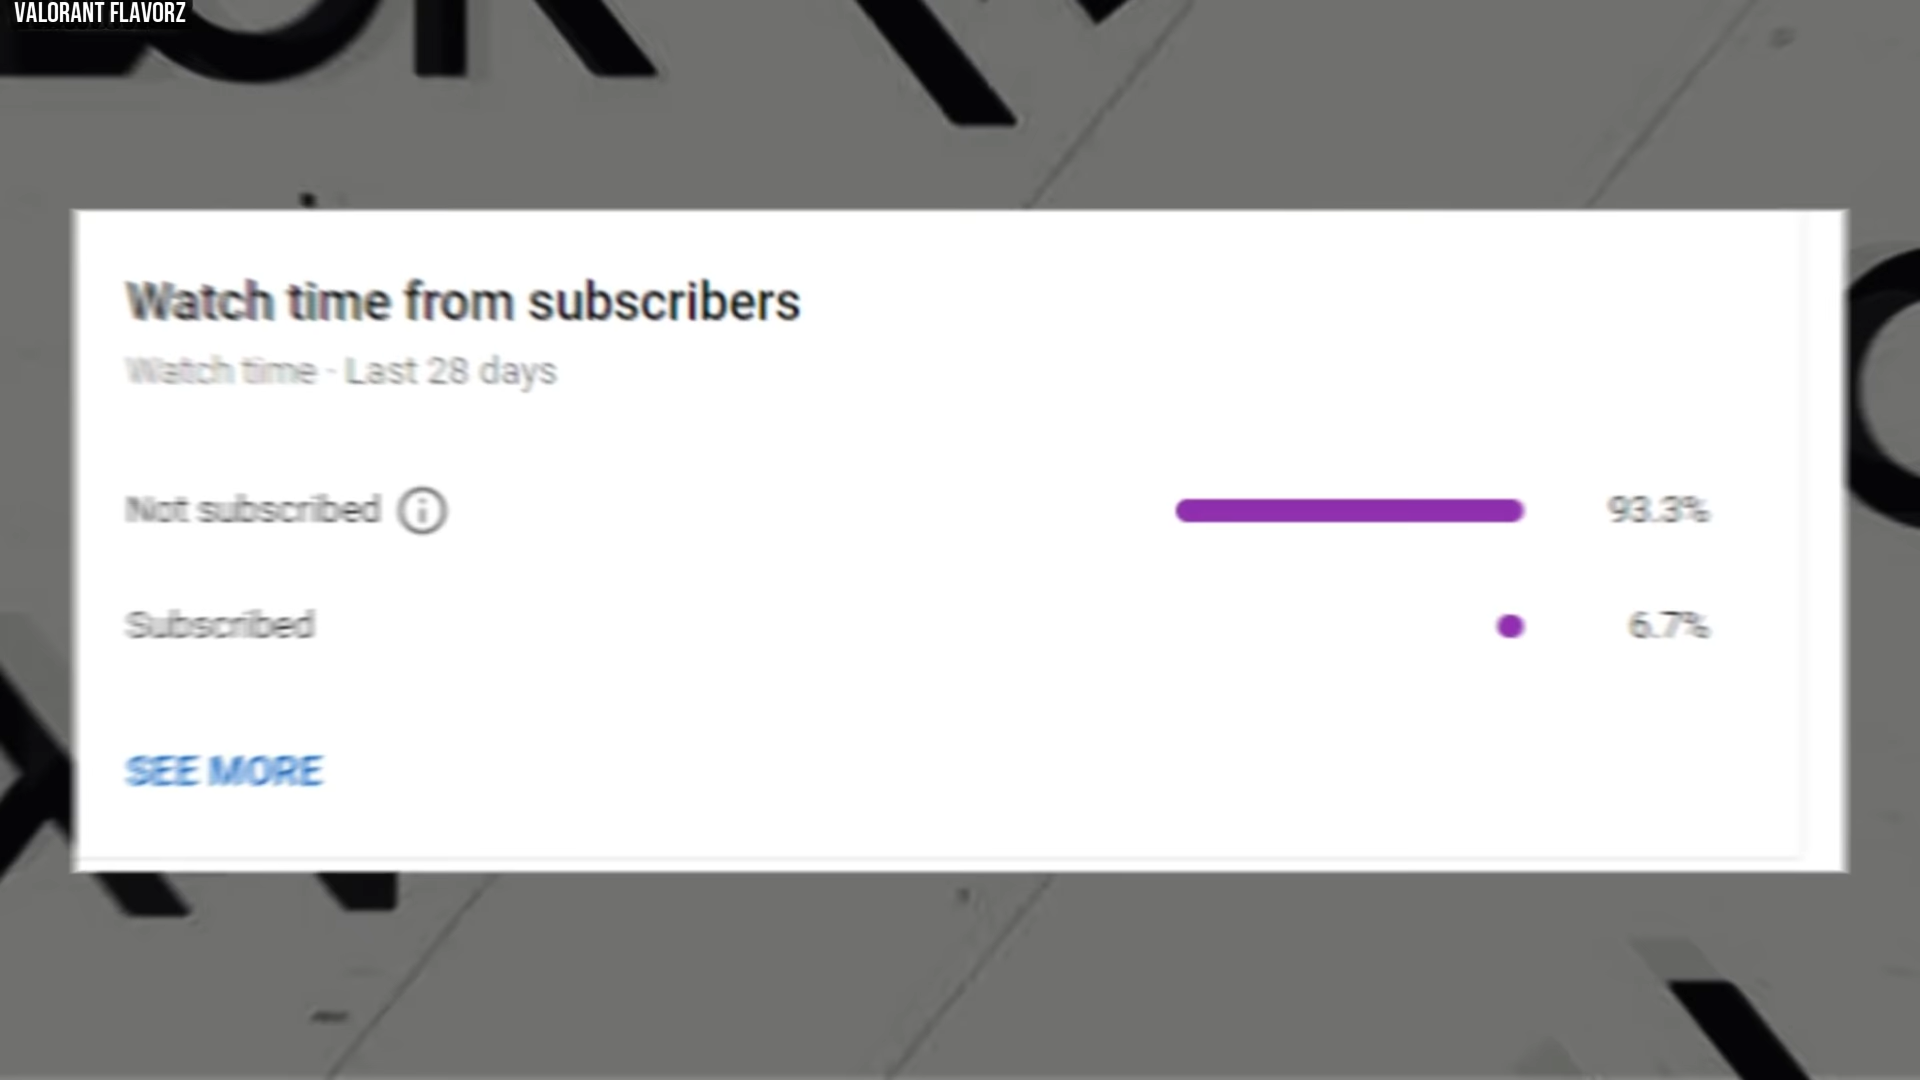 VALORANT FLAVORZ
Watch time from subscribers
Watch time · Last 28 days
Not subscribed 93.3%
Subscribed 6.7%
SEE MORE